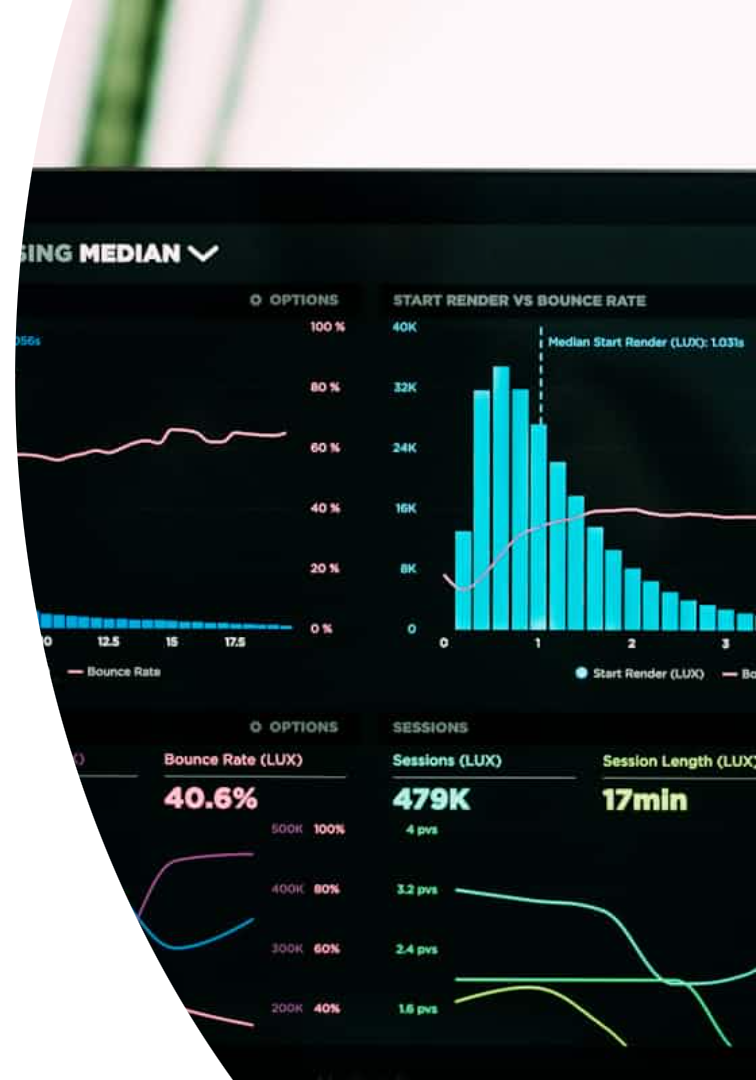 SING MEDIAN
OPTIONS
100 %
80 %
60 %
40 %
20 %
0 %
056s
12.5 15 17.5
Bounce Rate
START RENDER VS BOUNCE RATE
40K
32K
24K
16K
8K
0
Median Start Render (LUX): 1.031s
0 1 2 3
Start Render (LUX) Bo
OPTIONS
Bounce Rate (LUX)
40.6%
500K 100%
400K 80%
300K 60%
200K 40%
SESSIONS
Sessions (LUX)
479K
4 pvs
3.2 pvs
2.4 pvs
1.6 pvs
Session Length (LUX)
17min